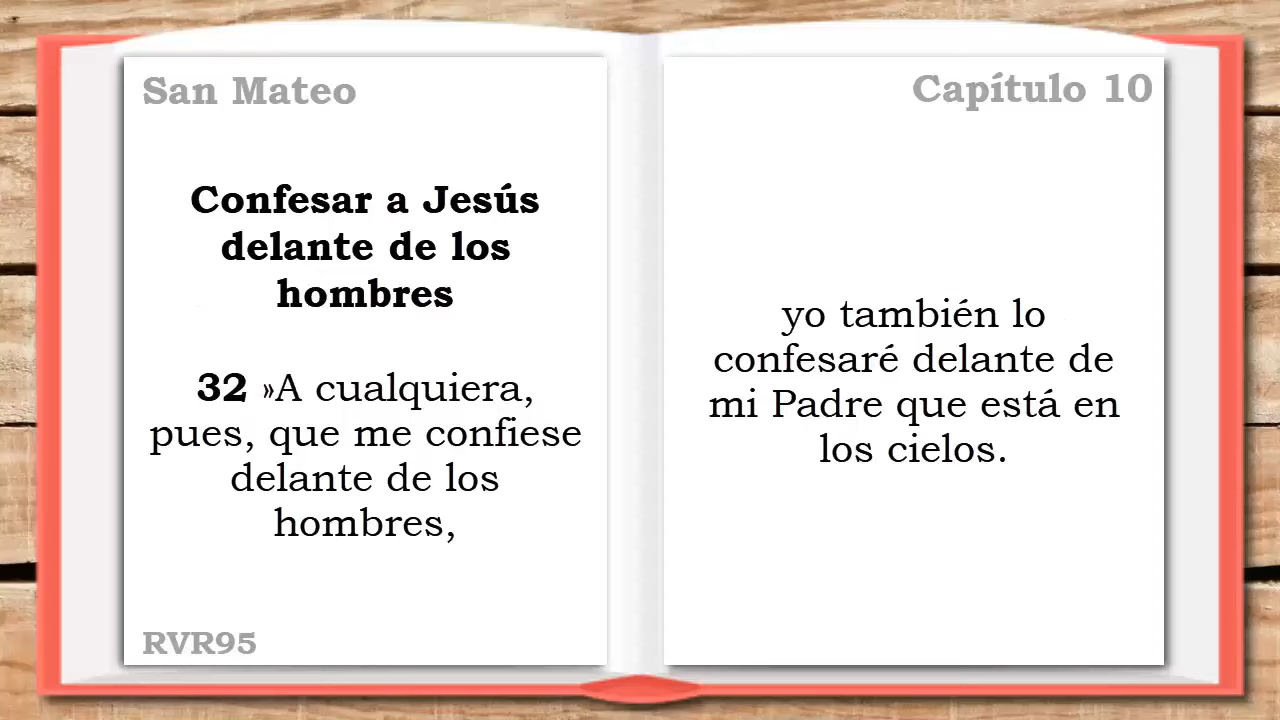 San Mateo
Confesar a Jesús
delante de los
hombres
32 »A cualquiera,
pues, que me confiese
delante de los
hombres,
RVR95
Capítulo 10
yo también lo
confesaré delante de
mi Padre que está en
los cielos.